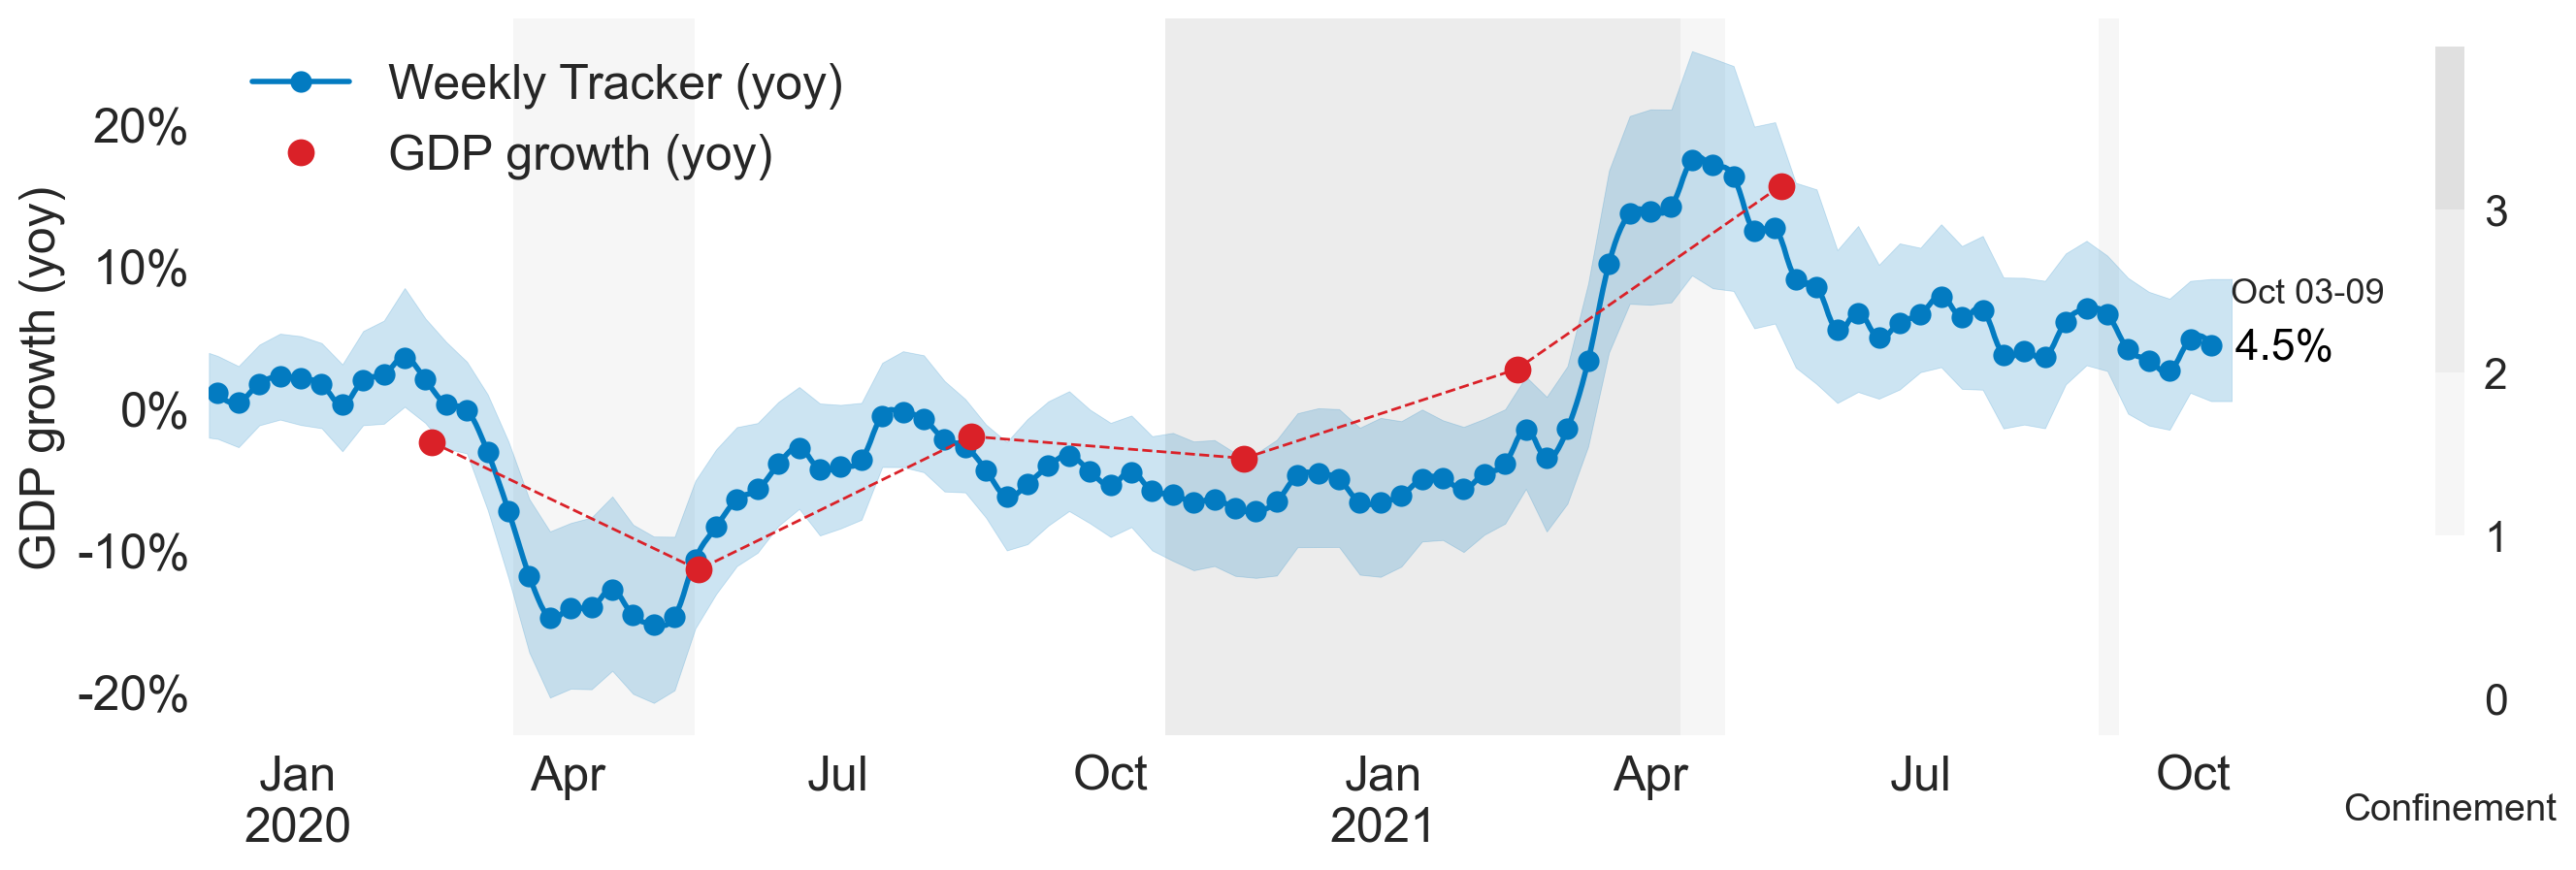 Weekly Tracker (yoy)
GDP growth (yoy)
GDP growth (yoy)
20%
10%
0%
-10%
-20%
Jan
2020
Apr
Jul
Oct
Jan
2021
Apr
Jul
Oct
Oct 03-09
4.5%
3
2
1
0
Confinement